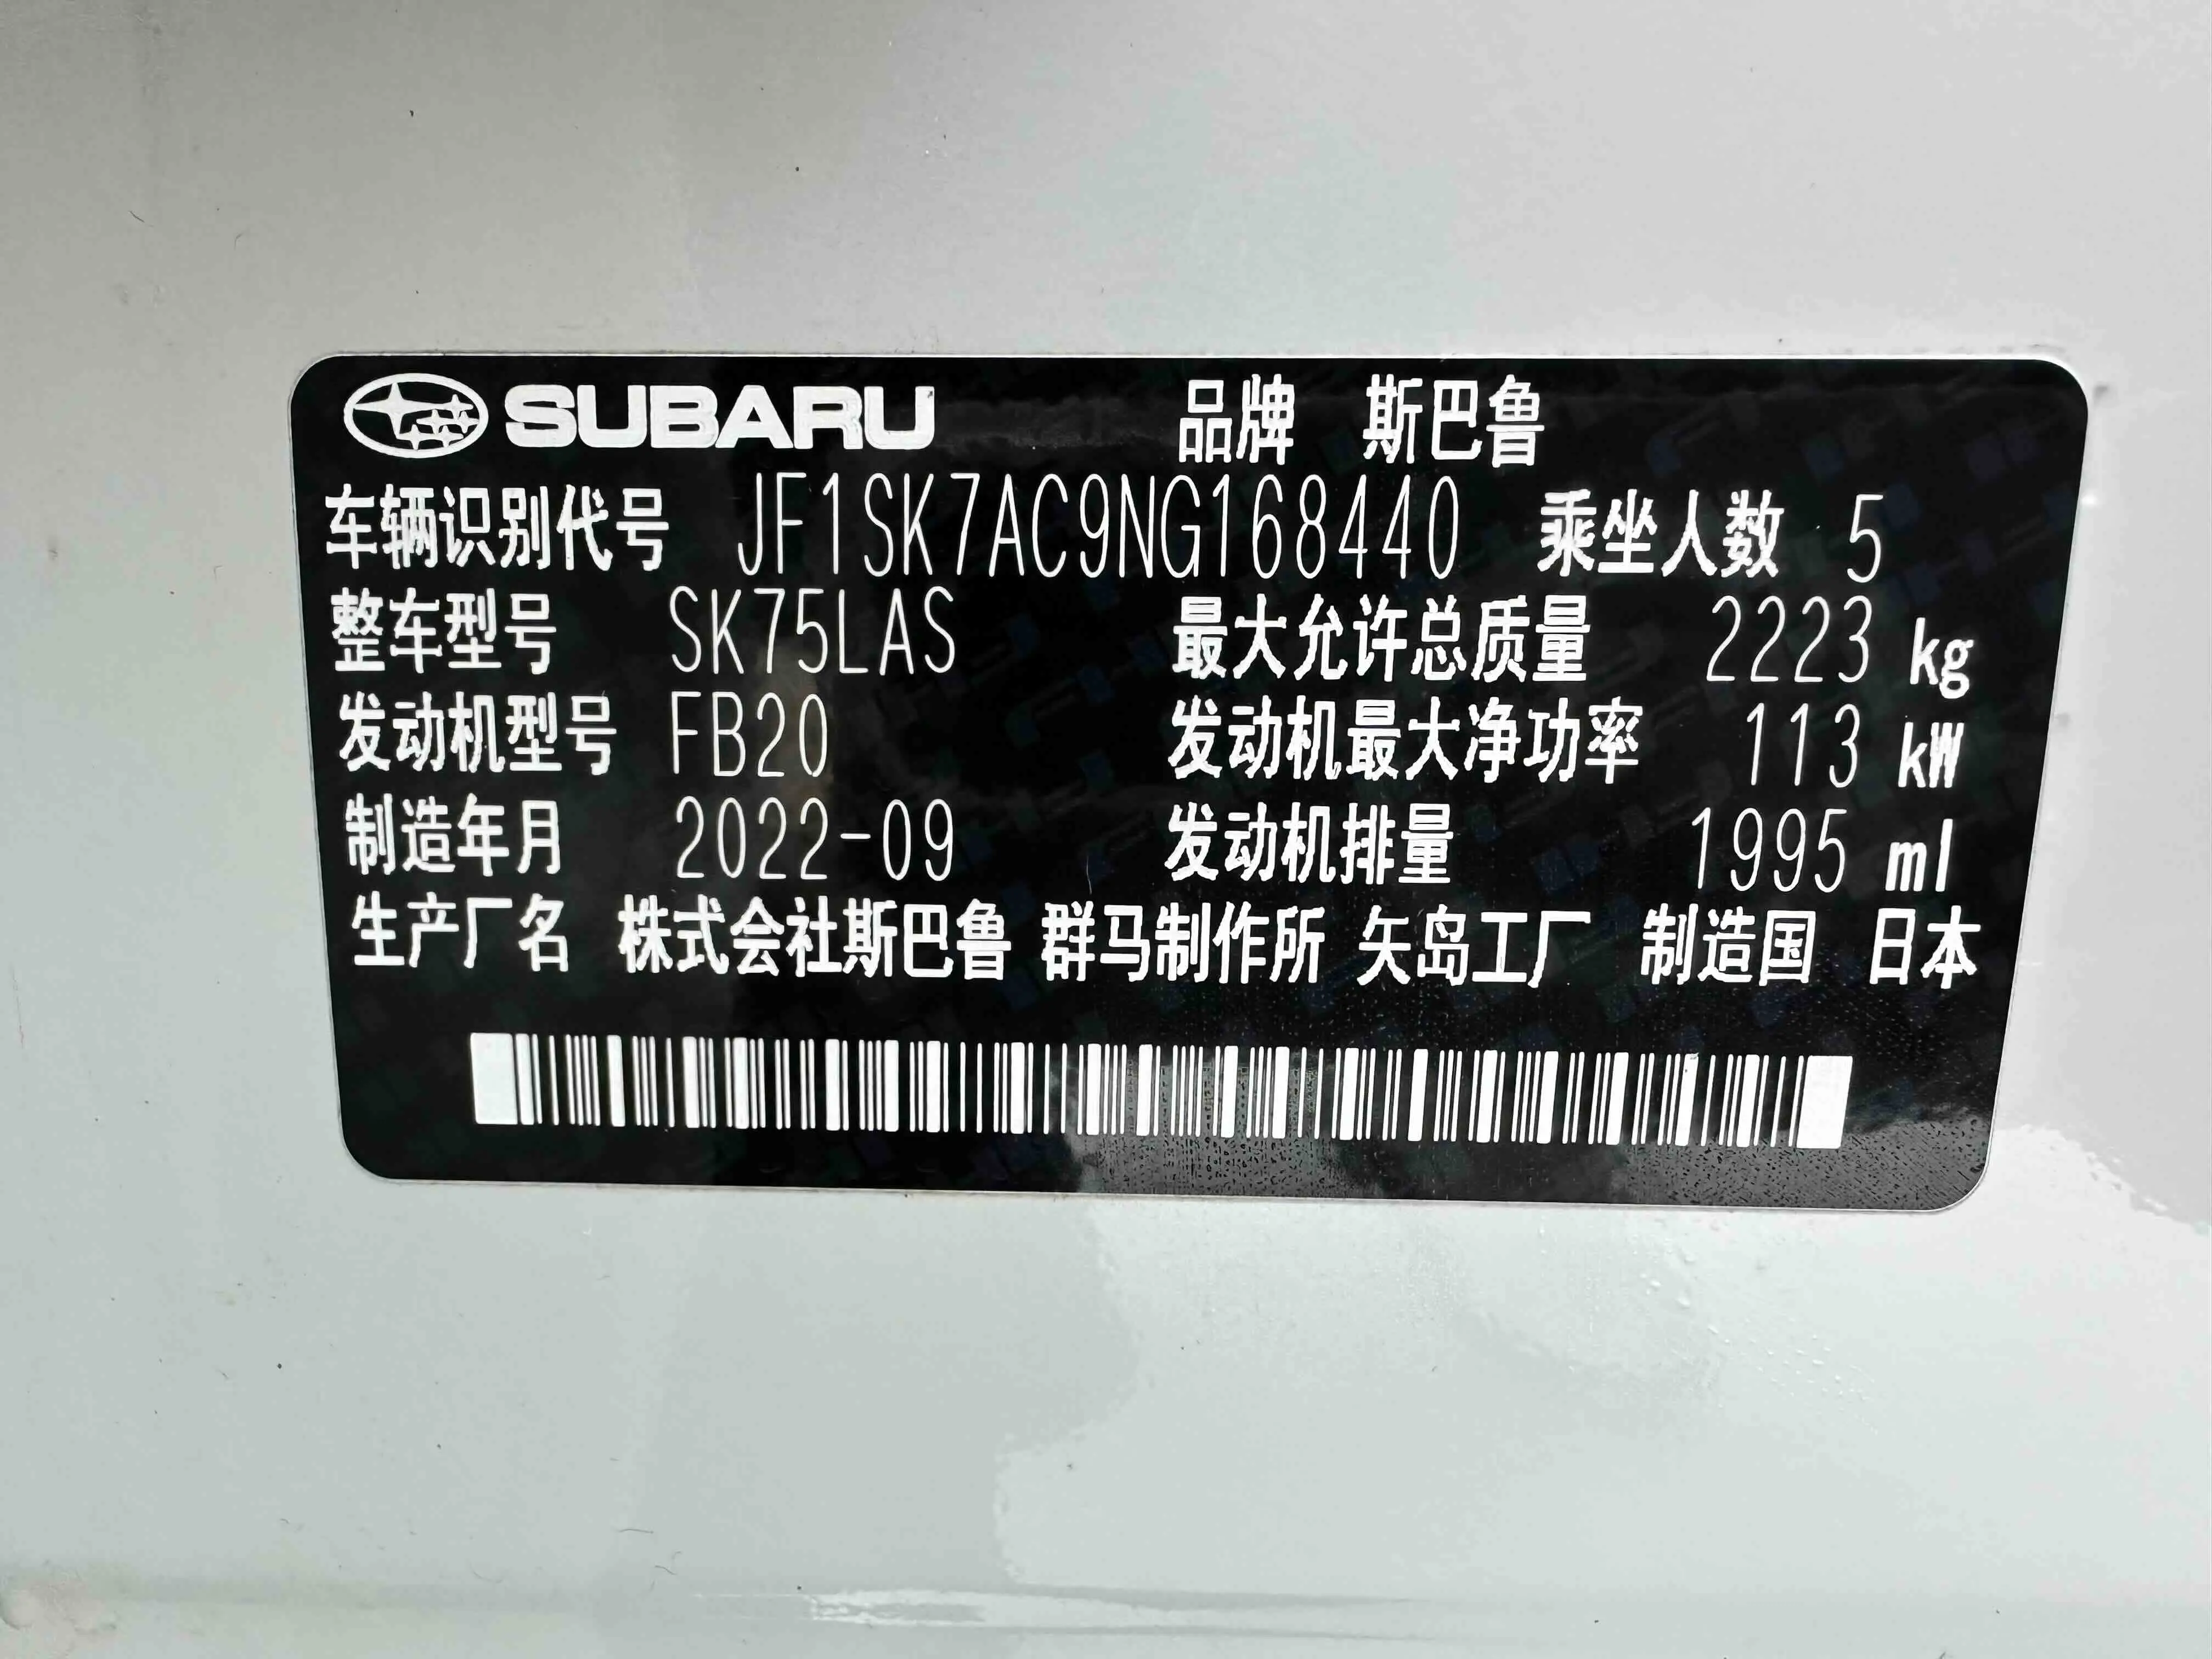 SUBARU 品牌 斯巴鲁
车辆识别代号 JF1SK7AC9NG168440 乘坐人数 5
整车型号 SK75LAS 最大允许总质量 2223 kg
发动机型号 FB20 发动机最大净功率 113 kW
制造年月 2022-09 发动机排量 1995 ml
生产厂名 株式会社斯巴鲁 群马制作所 矢岛工厂 制造国 日本